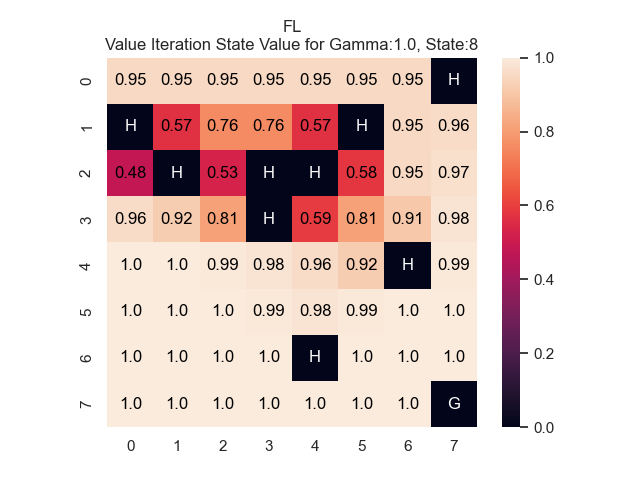 FL
Value Iteration State Value for Gamma:1.0, State:8
0 0.95 0.95 0.95 0.95 0.95 0.95 0.95 H 1.0
1 H 0.57 0.76 0.76 0.57 H 0.95 0.96 0.8
2 0.48 H 0.53 H H 0.58 0.95 0.97
3 0.96 0.92 0.81 H 0.59 0.81 0.91 0.98 0.6
4 1.0 1.0 0.99 0.98 0.96 0.92 H 0.99 0.4
5 1.0 1.0 1.0 0.99 0.98 0.99 1.0 1.0
6 1.0 1.0 1.0 1.0 H 1.0 1.0 1.0 0.2
7 1.0 1.0 1.0 1.0 1.0 1.0 1.0 G 0.0
0 1 2 3 4 5 6 7